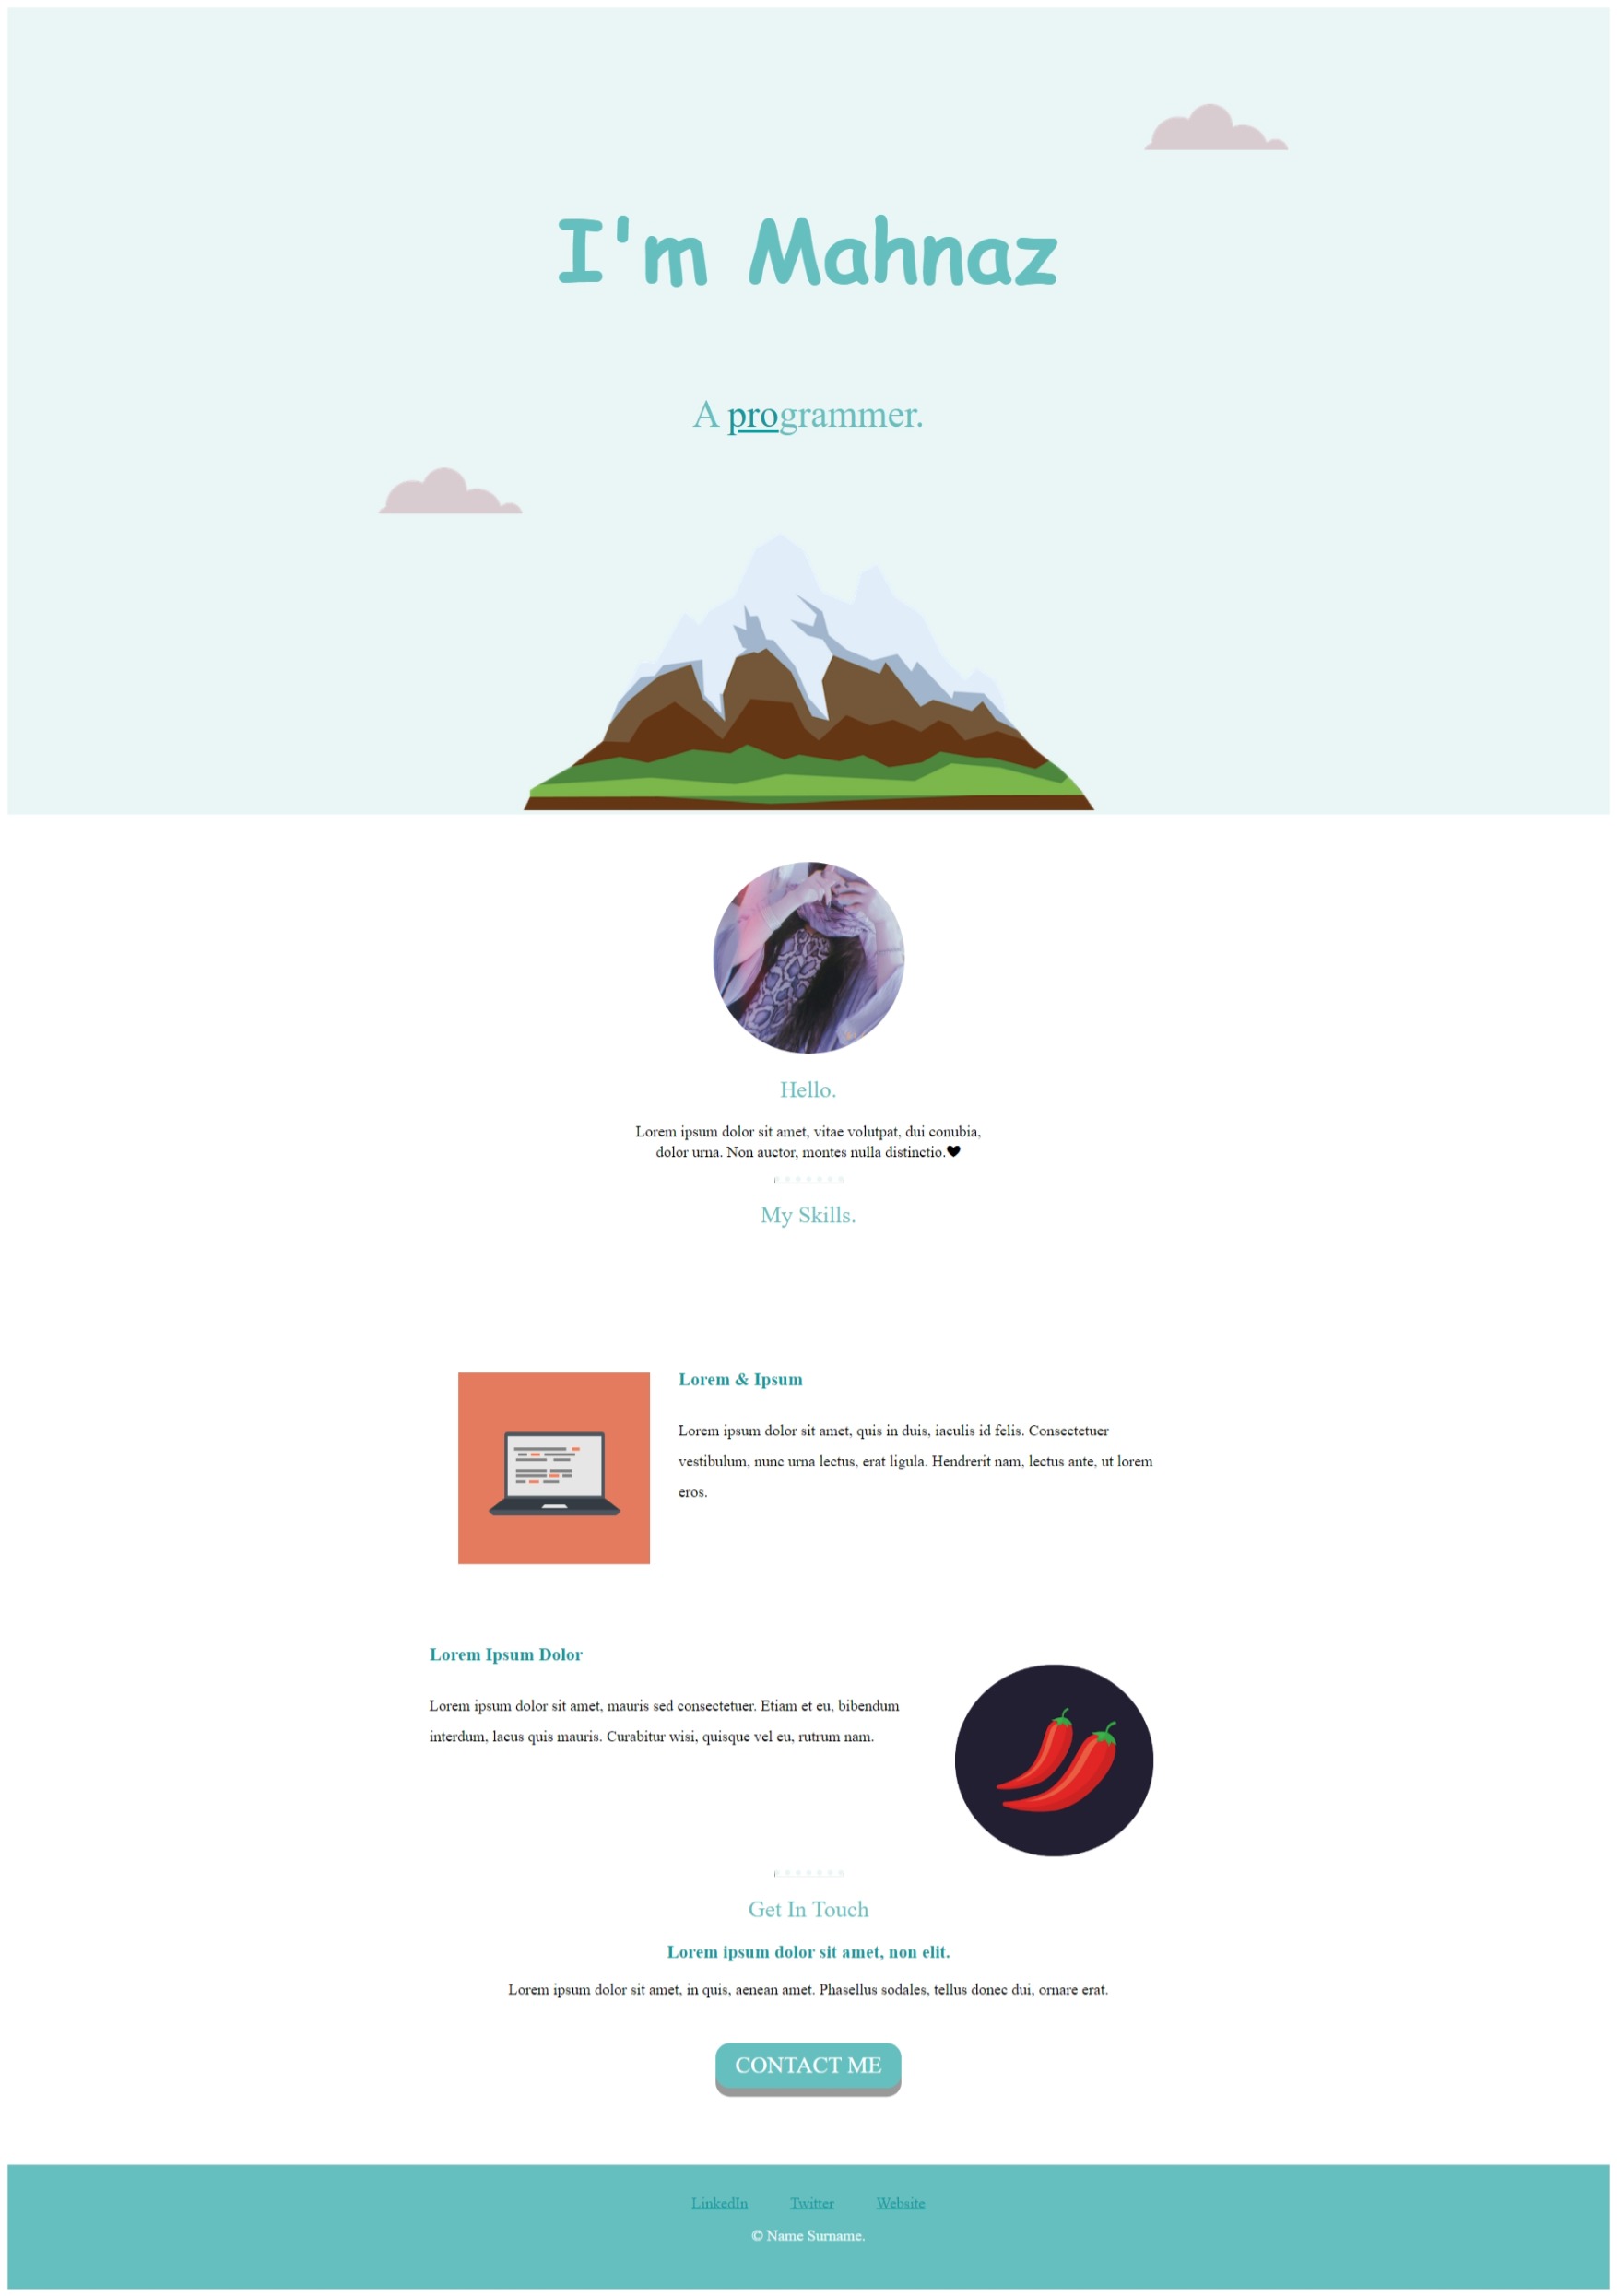 I'm Mahnaz
A programmer.
Hello.
Lorem ipsum dolor sit amet, vitae volutpat, dui conubia,
dolor urna. Non auctor, montes nulla distinctio.♥
My Skills.
Lorem & Ipsum
Lorem ipsum dolor sit amet, quis in duis, iaculis id felis. Consectetuer
vestibulum, nunc urna lectus, erat ligula. Hendrerit nam, lectus ante, ut lorem
eros.
Lorem Ipsum Dolor
Lorem ipsum dolor sit amet, mauris sed consectetuer. Etiam et eu, bibendum
interdum, lacus quis mauris. Curabitur wisi, quisque vel eu, rutrum nam.
Get In Touch
Lorem ipsum dolor sit amet, non elit.
Lorem ipsum dolor sit amet, in quis, aenean amet. Phasellus sodales, tellus donec dui, ornare erat.
CONTACT ME
LinkedIn Twitter Website
© Name Surname.